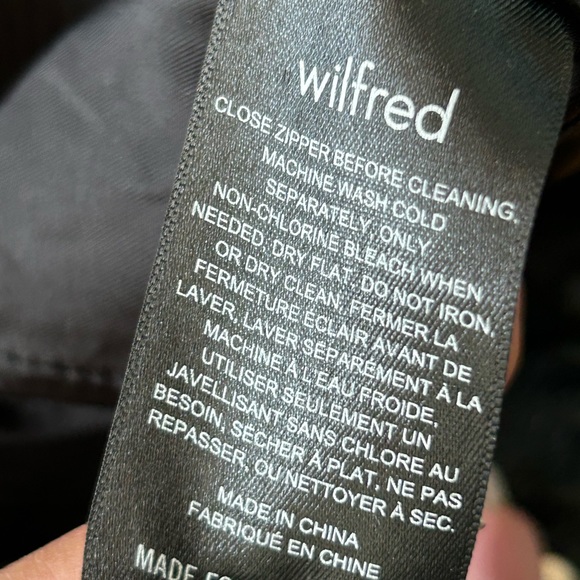 wilfred
CLOSE ZIPPER BEFORE CLEANING.
MACHINE WASH COLD
SEPARATELY. ONLY
NON-CHLORINE BLEACH WHEN
NEEDED. DRY FLAT. DO NOT IRON,
OR DRY CLEAN. FERMER LA
FERMETURE ÉCLAIR AVANT DE
LAVER. LAVER SÉPARÉMENT À LA
MACHINE À L'EAU FROIDE,
UTILISER SEULEMENT UN
JAVELLISANT SANS CHLORE AU
BESOIN, SÉCHER À PLAT, NE PAS
REPASSER, OU NETTOYER À SEC.
MADE IN CHINA
FABRIQUÉ EN CHINE
MADE